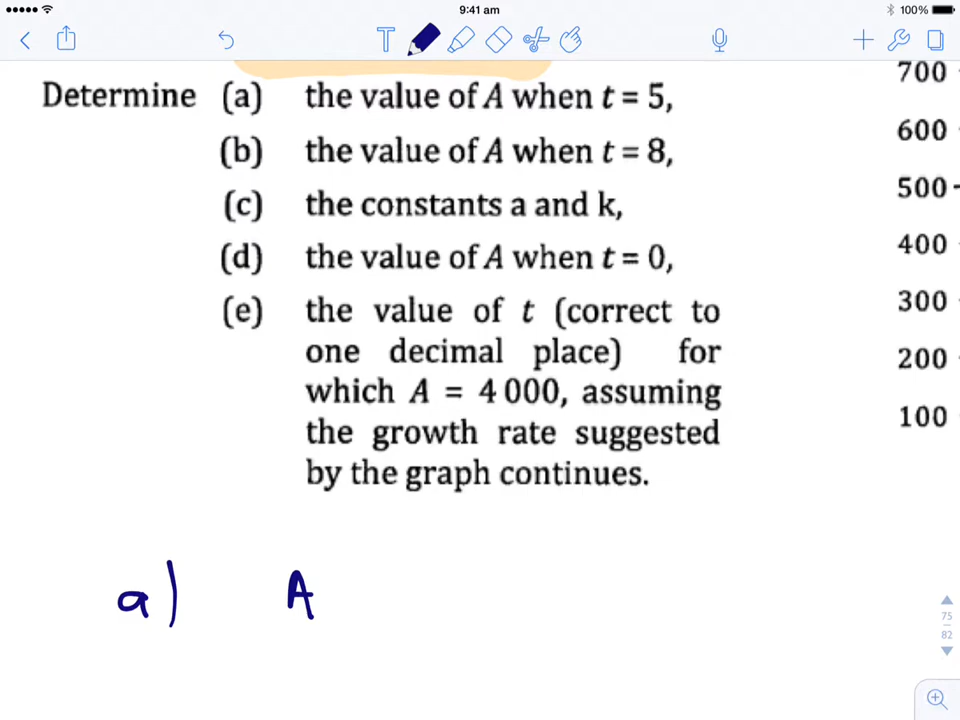 9:41 am
100%
T
Determine (a) the value of A when t = 5,
(b) the value of A when t = 8,
(c) the constants a and k,
(d) the value of A when t = 0,
(e) the value of t (correct to
one decimal place) for
which A = 4 000, assuming
the growth rate suggested
by the graph continues.
700
600
500
400
300
200
100
a) A
75
82